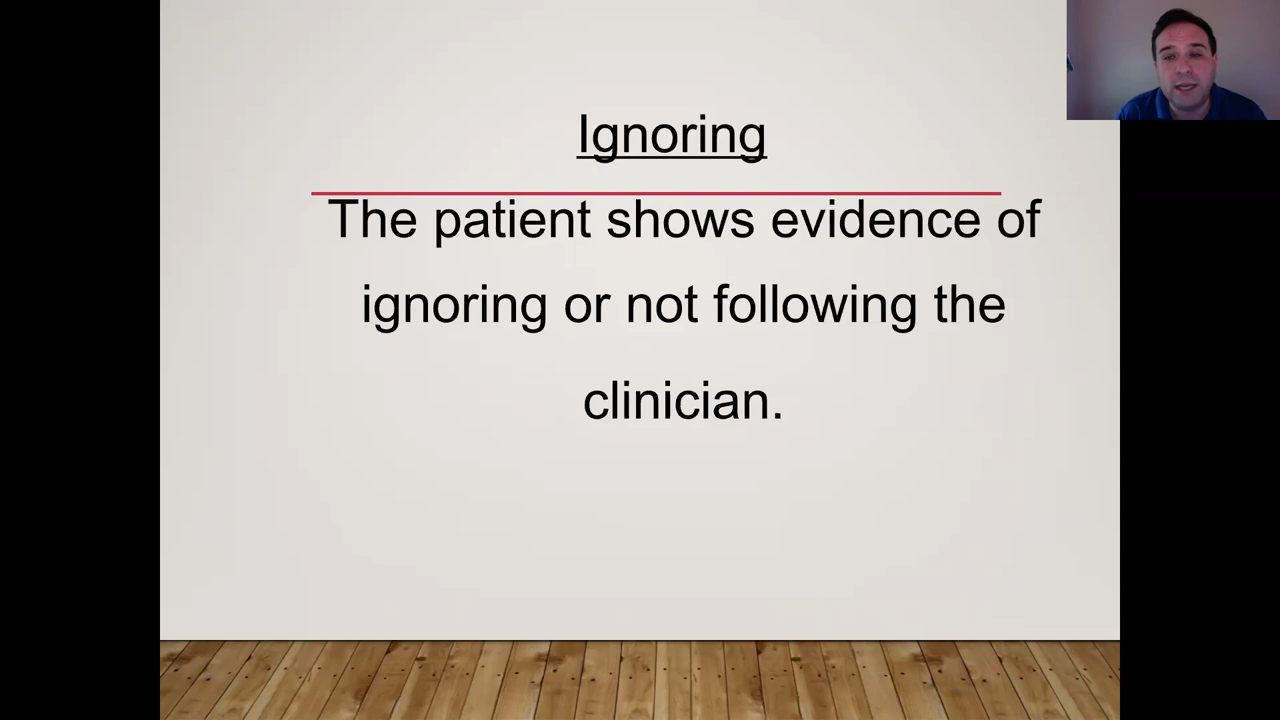 Ignoring
The patient shows evidence of
ignoring or not following the
clinician.